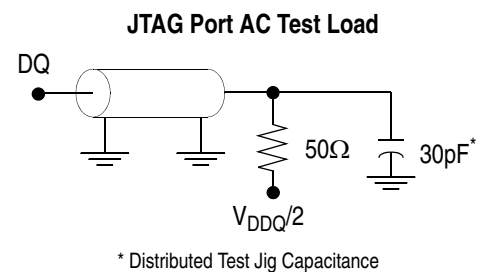 JTAG Port AC Test Load
DQ
50Ω
30pF*
VDDQ/2
* Distributed Test Jig Capacitance